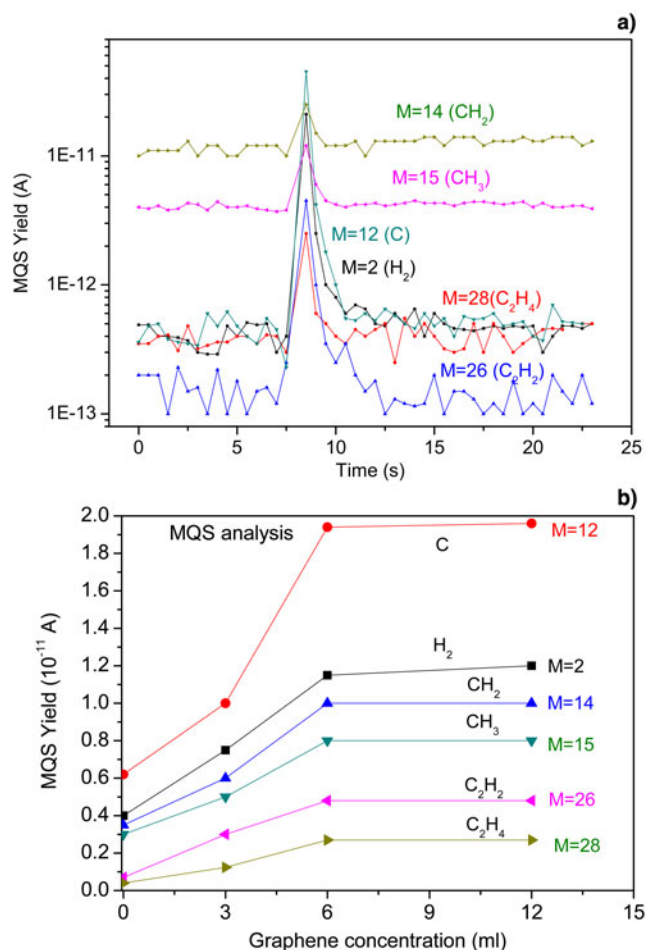 a)
M=14 (CH₂)
1E-11
M=15 (CH₃)
M=12 (C)
M=2 (H₂)
1E-12
M=28(C₂H₄)
M=26 (C₂H₂)
1E-13
MQS Yield (A)
0 5 10 15 20 25
Time (s)
b)
2.0 MQS analysis M=12
C
1.8
1.6
1.4
H₂
1.2 M=2
CH₂
1.0 M=14
CH₃
0.8 M=15
0.6 C₂H₂
M=26
0.4 C₂H₄
M=28
0.2
0.0
MQS Yield (10⁻¹¹ A)
0 3 6 9 12 15
Graphene concentration (ml)